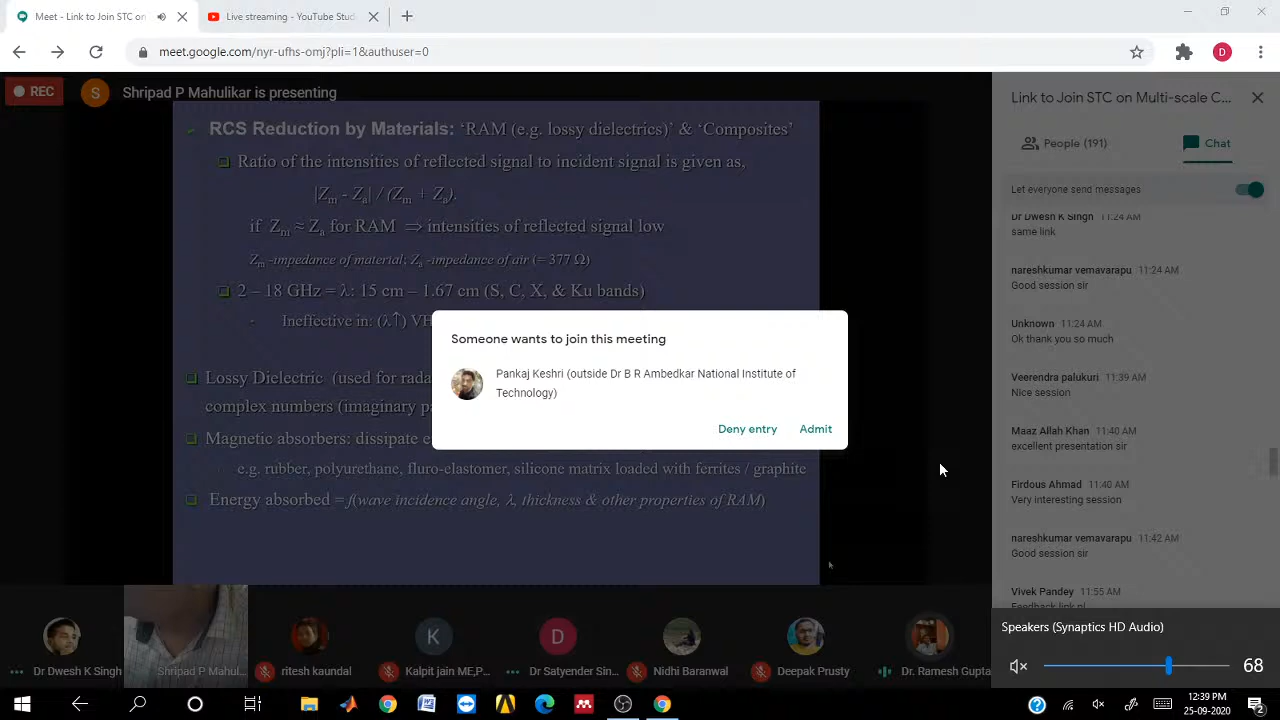 Meet - Link to Join STC on
Live streaming - YouTube Stud
meet.google.com/nyr-ufhs-omj?pli=1&authuser=0
D
REC
S
Shripad P Mahulikar is presenting
RCS Reduction by Materials: ‘RAM (e.g. lossy dielectrics)’ & ‘Composites’
Ratio of the intensities of reflected signal to incident signal is given as,
|Zm - Za| / (Zm + Za).
if Zm ≈ Za for RAM ⇒ intensities of reflected signal low
Zm -impedance of material; Za -impedance of air (= 377 Ω)
2 – 18 GHz = λ: 15 cm – 1.67 cm (S, C, X, & Ku bands)
- Ineffective in: (λ↑) VH
Lossy Dielectric (used for rada
complex numbers (imaginary pa
Magnetic absorbers: dissipate e
e.g. rubber, polyurethane, fluro-elastomer, silicone matrix loaded with ferrites / graphite
Energy absorbed = f(wave incidence angle, λ, thickness & other properties of RAM)
Someone wants to join this meeting
Pankaj Keshri (outside Dr B R Ambedkar National Institute of
Technology)
Deny entry Admit
Link to Join STC on Multi-scale C...
People (191) Chat
Let everyone send messages
Dr Dwesh K Singh 11:24 AM
same link
nareshkumar vemavarapu 11:24 AM
Good session sir
Unknown 11:24 AM
Ok thank you so much
Veerendra palukuri 11:39 AM
Nice session
Maaz Allah Khan 11:40 AM
excellent presentation sir
Firdous Ahmad 11:40 AM
Very interesting session
nareshkumar vemavarapu 11:42 AM
Good session sir
Vivek Pandey 11:55 AM
Feedback link pl
Speakers (Synaptics HD Audio)
68
K
D
Dr Dwesh K Singh
Shripad P Mahul...
ritesh kaundal
Kalpit jain ME,P...
Dr Satyender Sin...
Nidhi Baranwal
Deepak Prusty
Dr. Ramesh Gupta
12:39 PM
25-09-2020
2